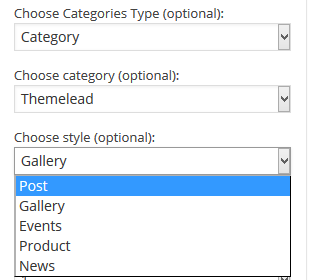 Choose Categories Type (optional):
Category
Choose category (optional):
Themelead
Choose style (optional):
Gallery
Post
Gallery
Events
Product
News